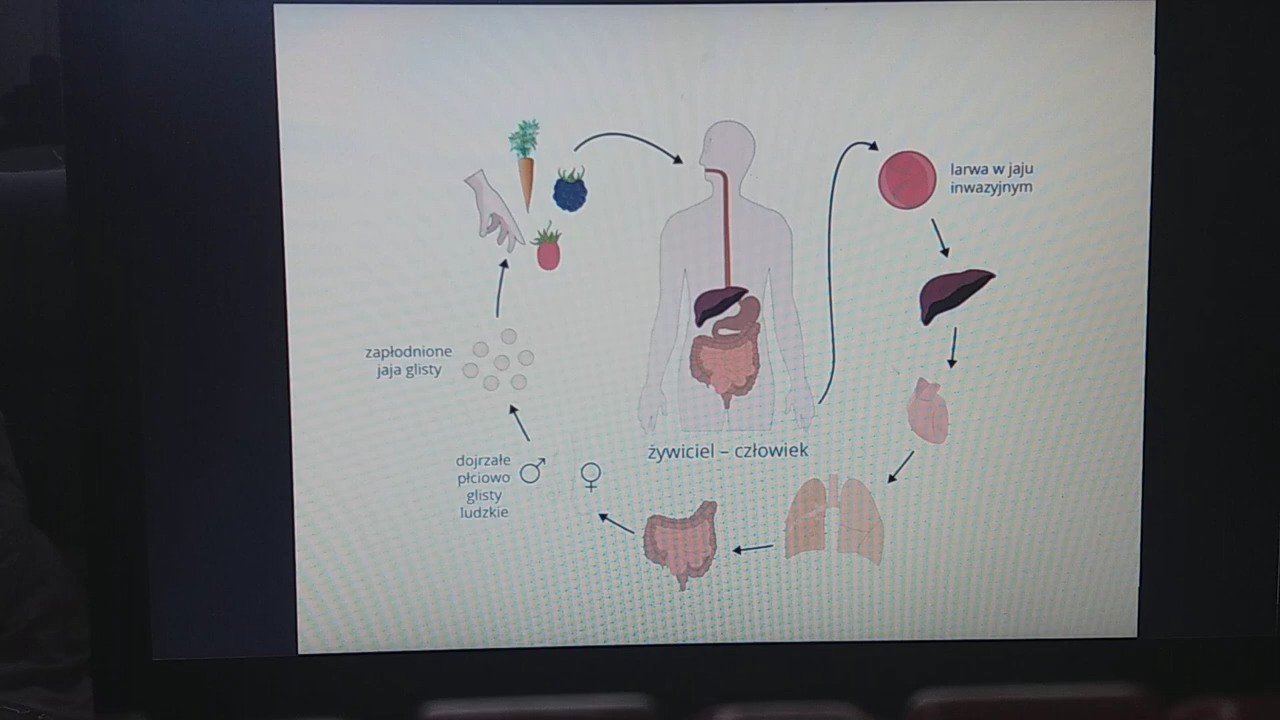 larwa w jaju
inwazyjnym
zapłodnione
jaja glisty
żywiciel – człowiek
dojrzałe
płciowo
glisty
ludzkie